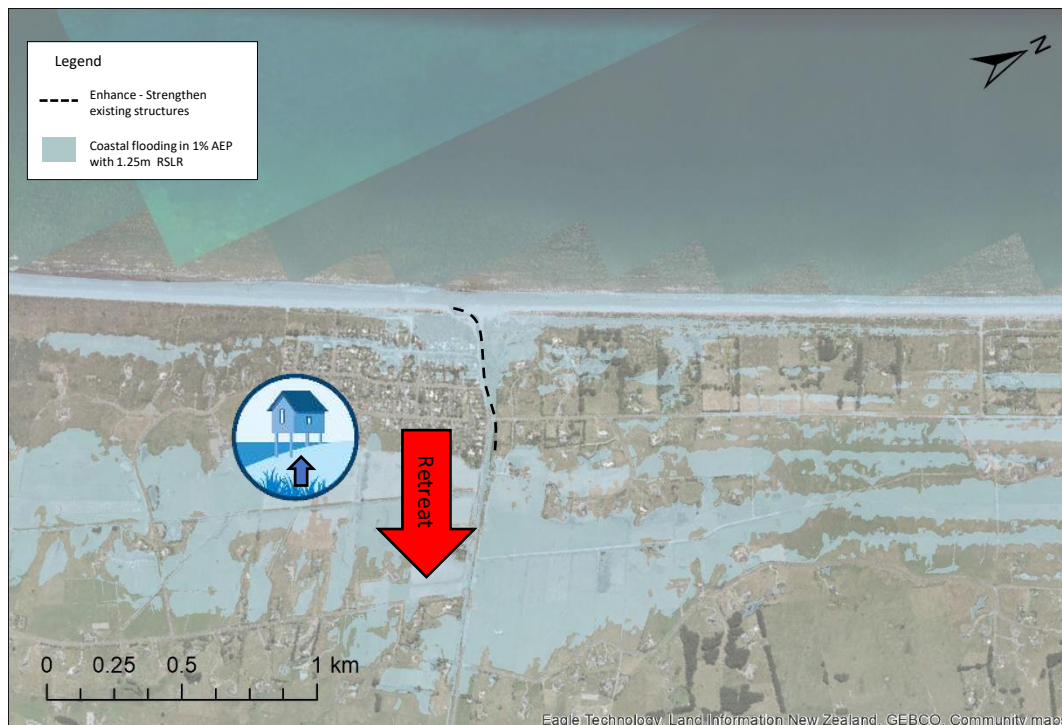 Legend
Enhance - Strengthen
existing structures
Coastal flooding in 1% AEP
with 1.25m RSLR
N
Retreat
0 0.25 0.5 1 km
Eagle Technology, Land Information New Zealand, GEBCO, Community map